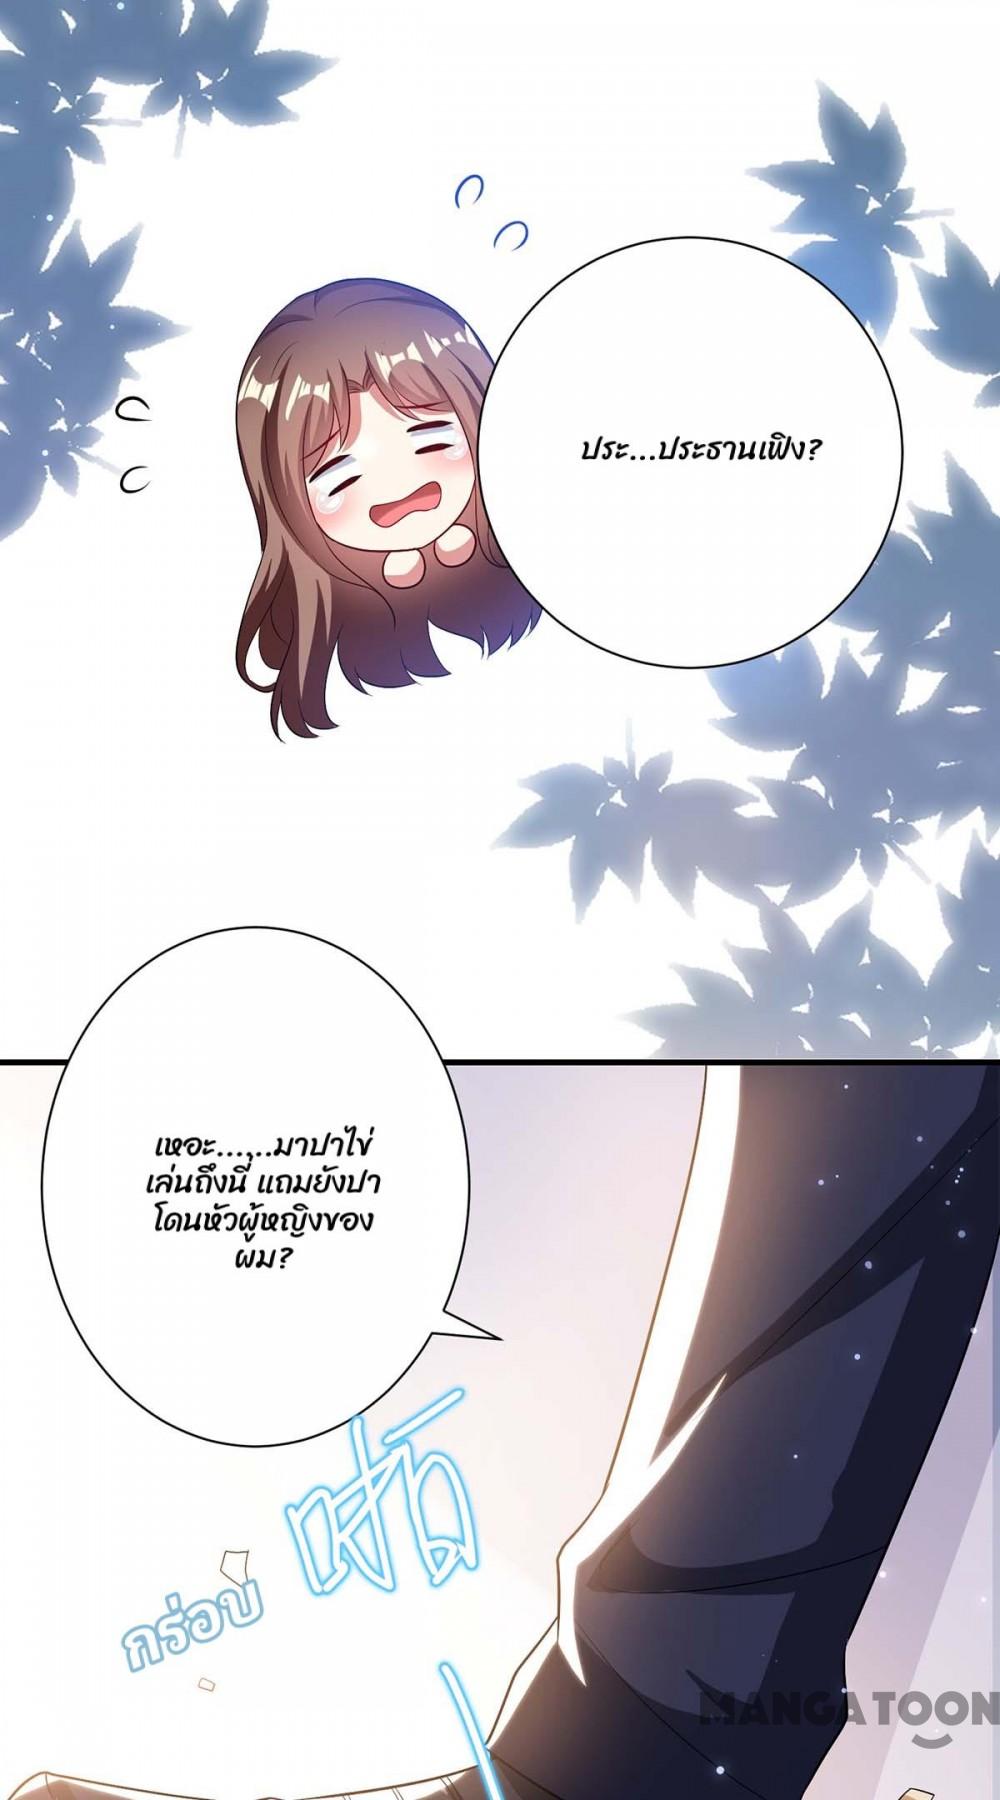 ประ...ประธานเฟิง?
เหอะ......มาปาไข่
เล่นถึงนี่ แถมยังปา
โดนหัวผู้หญิงของ
ผม?
กร่อบ
MANGATOON